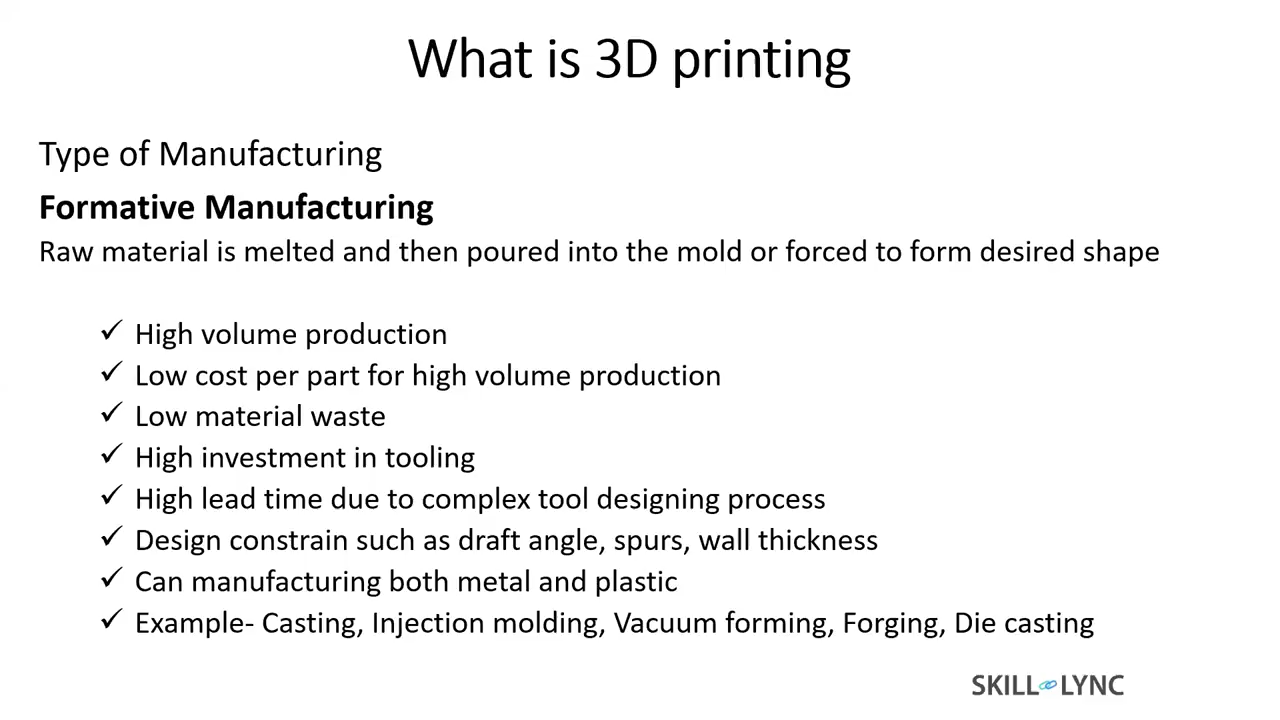 What is 3D printing
Type of Manufacturing
Formative Manufacturing
Raw material is melted and then poured into the mold or forced to form desired shape
✓ High volume production
✓ Low cost per part for high volume production
✓ Low material waste
✓ High investment in tooling
✓ High lead time due to complex tool designing process
✓ Design constrain such as draft angle, spurs, wall thickness
✓ Can manufacturing both metal and plastic
✓ Example- Casting, Injection molding, Vacuum forming, Forging, Die casting
SKILL LYNC